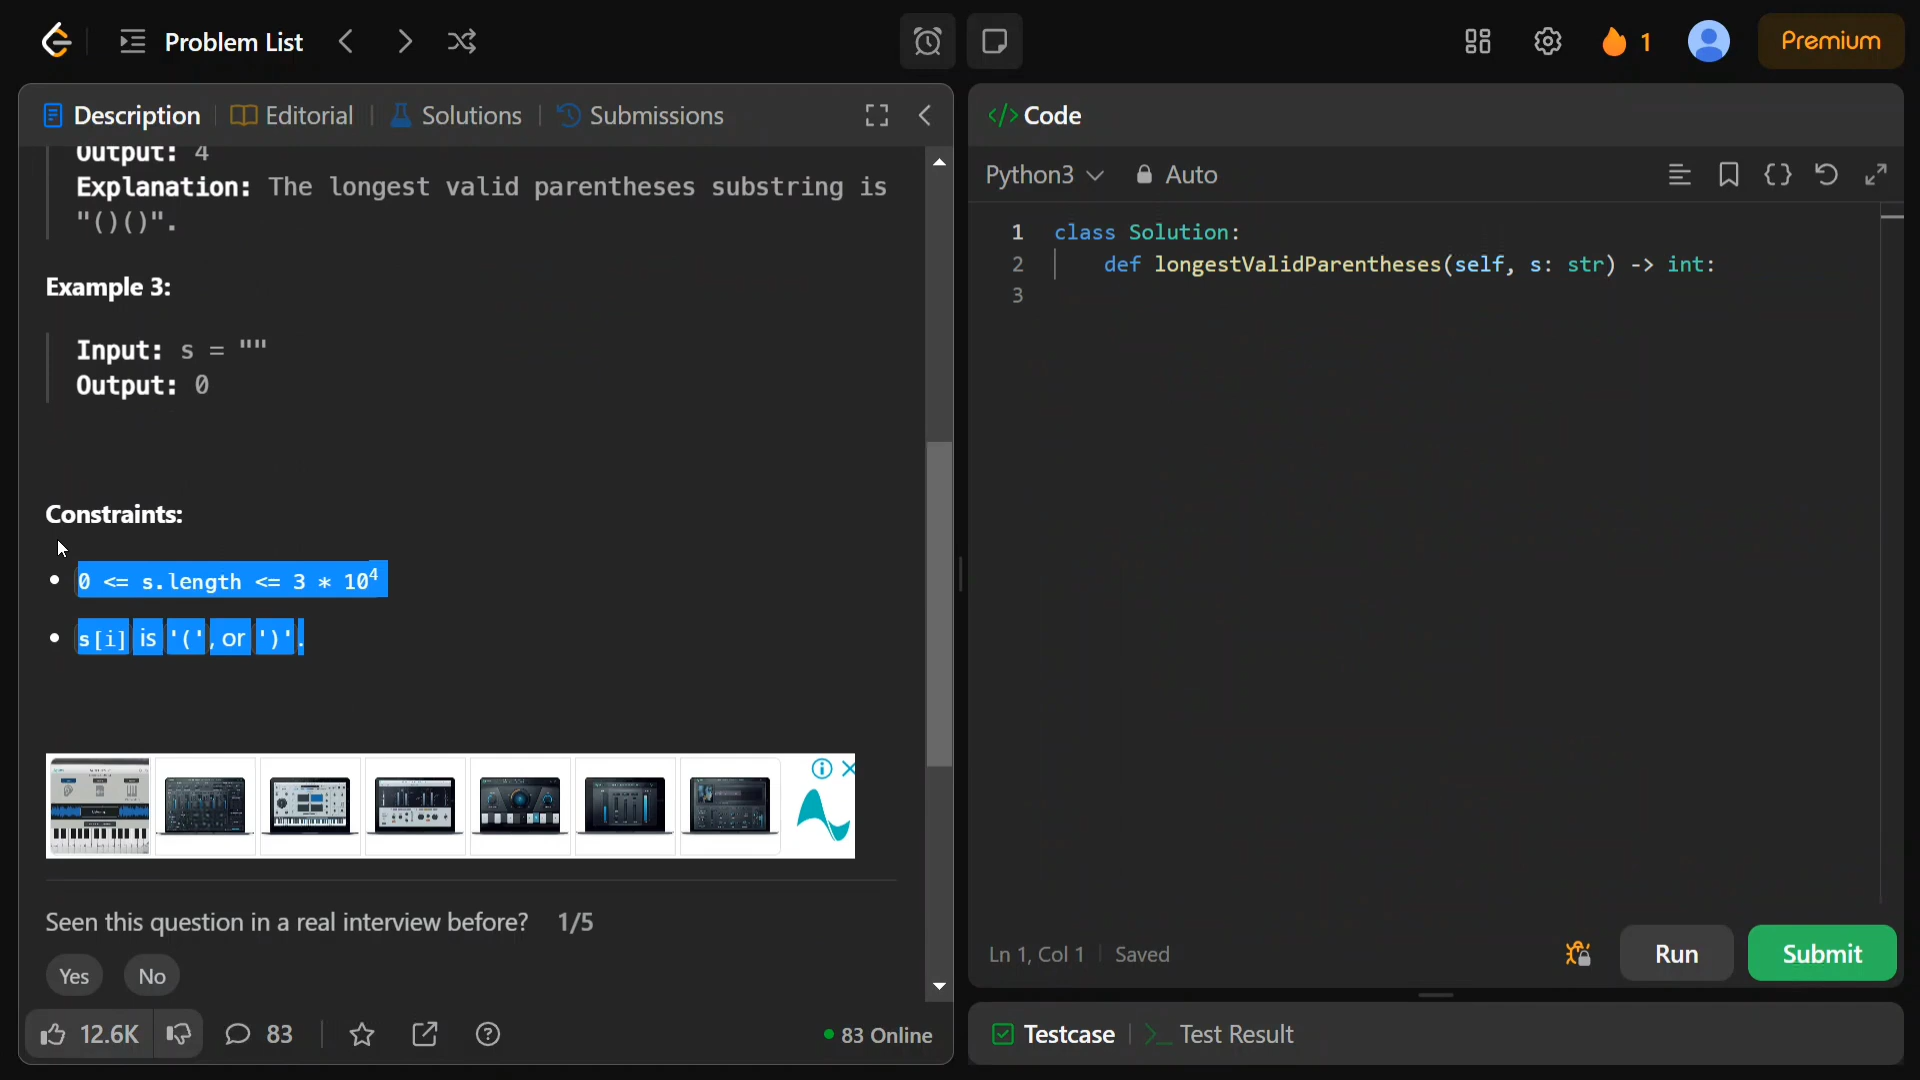 Problem List
1
Premium
Description
Editorial
Solutions
Submissions
Output: 4
Explanation: The longest valid parentheses substring is
"()()".
Example 3:
Input: s = ""
Output: 0
Constraints:
0 <= s.length <= 3 * 10⁴
s[i] is '(', or ')'.
Seen this question in a real interview before? 1/5
Yes
No
12.6K
83
83 Online
</> Code
Python3
Auto
1 class Solution:
2 def longestValidParentheses(self, s: str) -> int:
3
Ln 1, Col 1
Saved
Run
Submit
Testcase
Test Result